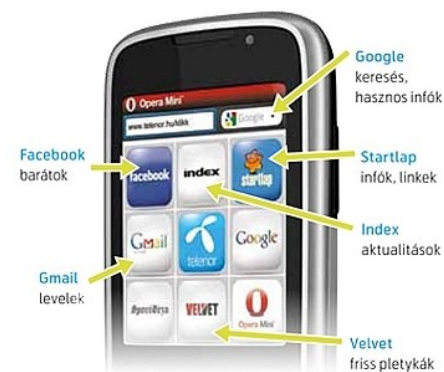 Google
keresés,
hasznos infók
Opera Mini
www.telenor.hu/klikk
Google
Facebook
barátok
facebook
index
startlap
Startlap
infók, linkek
Index
aktualitások
Gmail
telenor
Google
Gmail
levelek
VELVET
Opera Mini
Velvet
friss pletykák